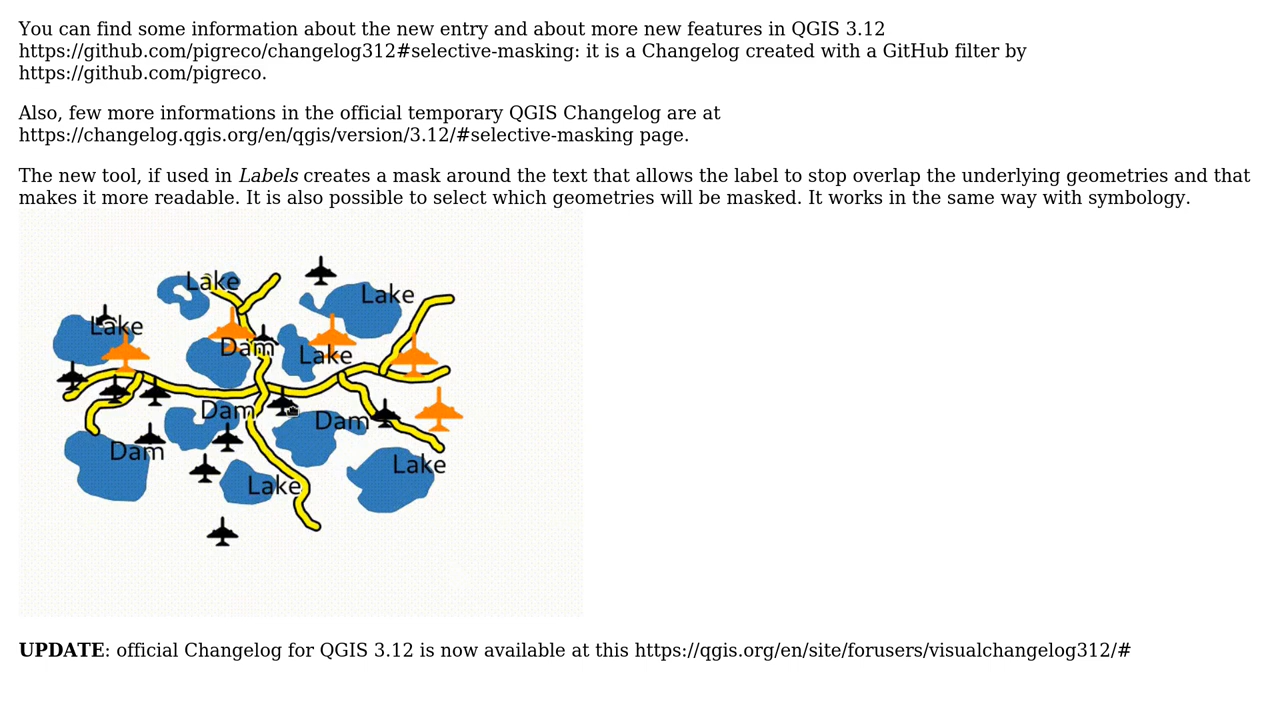 You can find some information about the new entry and about more new features in QGIS 3.12
https://github.com/pigreco/changelog312#selective-masking: it is a Changelog created with a GitHub filter by
https://github.com/pigreco.
Also, few more informations in the official temporary QGIS Changelog are at
https://changelog.qgis.org/en/qgis/version/3.12/#selective-masking page.
The new tool, if used in Labels creates a mask around the text that allows the label to stop overlap the underlying geometries and that
makes it more readable. It is also possible to select which geometries will be masked. It works in the same way with symbology.
Lake
Lake
Lake
Dam
Lake
Dam
Dam
Dam
Lake
Lake
UPDATE: official Changelog for QGIS 3.12 is now available at this https://qgis.org/en/site/forusers/visualchangelog312/#